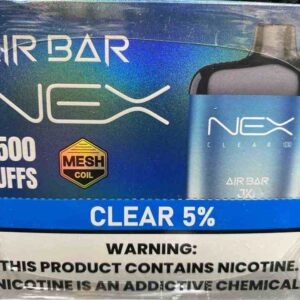 AIR BAR
NEX
500
UFFS
MESH
COIL
NEX
CLEAR
AIR BAR
CLEAR 5%
WARNING:
THIS PRODUCT CONTAINS NICOTINE.
NICOTINE IS AN ADDICTIVE CHEMICAL